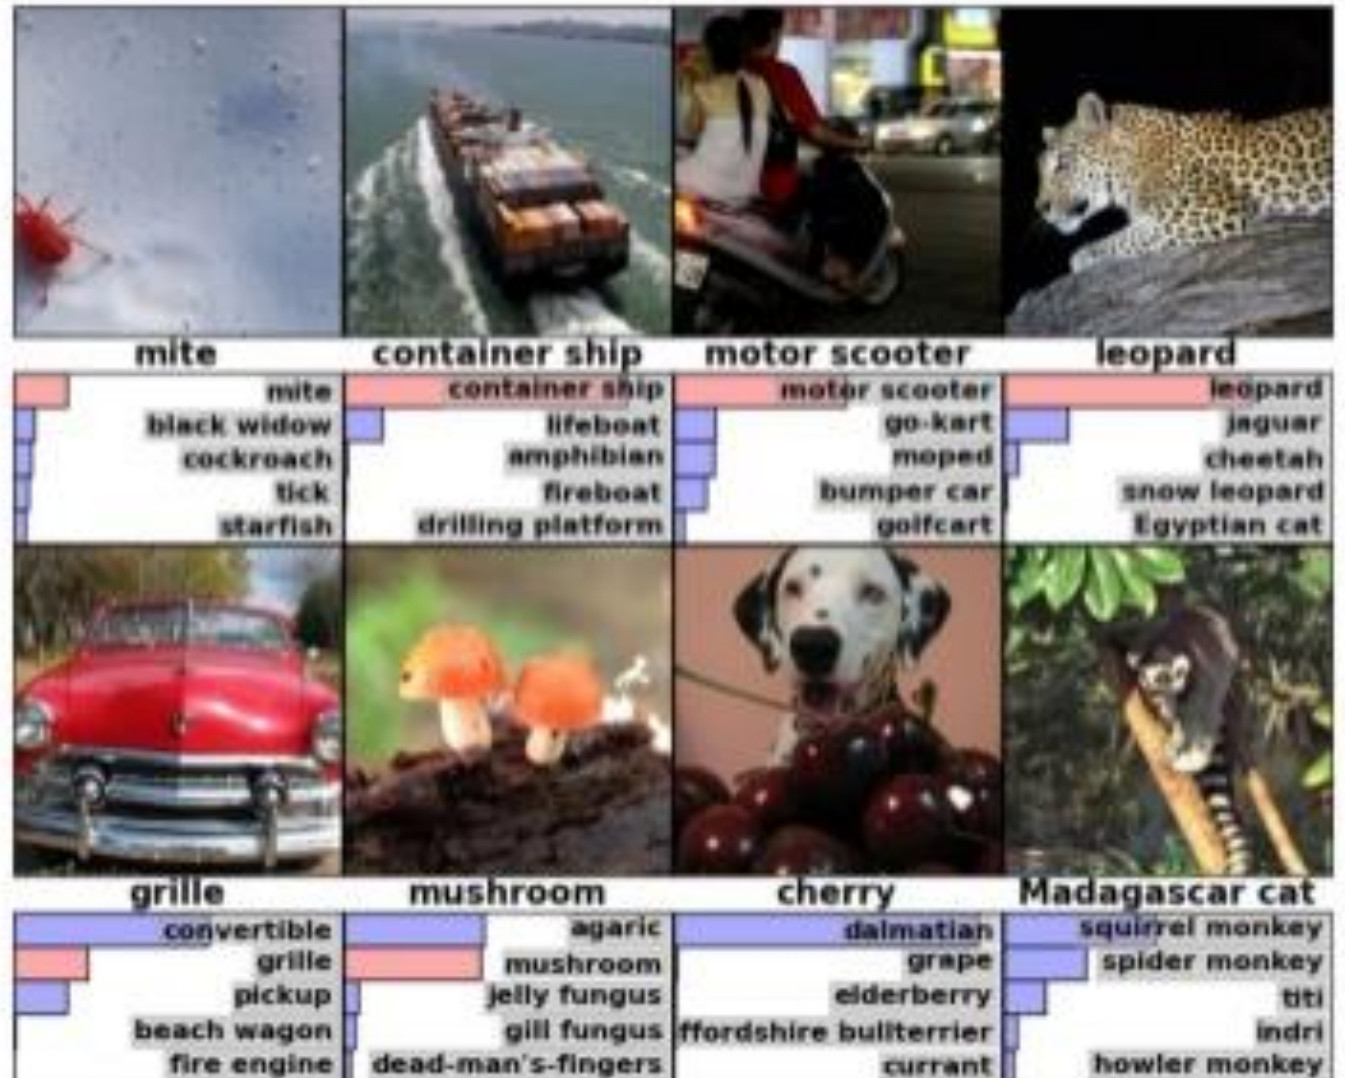 mite
container ship
motor scooter
leopard
mite
black widow
cockroach
tick
starfish
container ship
lifeboat
amphibian
fireboat
drilling platform
motor scooter
go-kart
moped
bumper car
golfcart
leopard
jaguar
cheetah
snow leopard
Egyptian cat
grille
mushroom
cherry
Madagascar cat
convertible
grille
pickup
beach wagon
fire engine
agaric
mushroom
jelly fungus
gill fungus
dead-man's-fingers
dalmatian
grape
elderberry
ffordshire bullterrier
currant
squirrel monkey
spider monkey
titi
indri
howler monkey